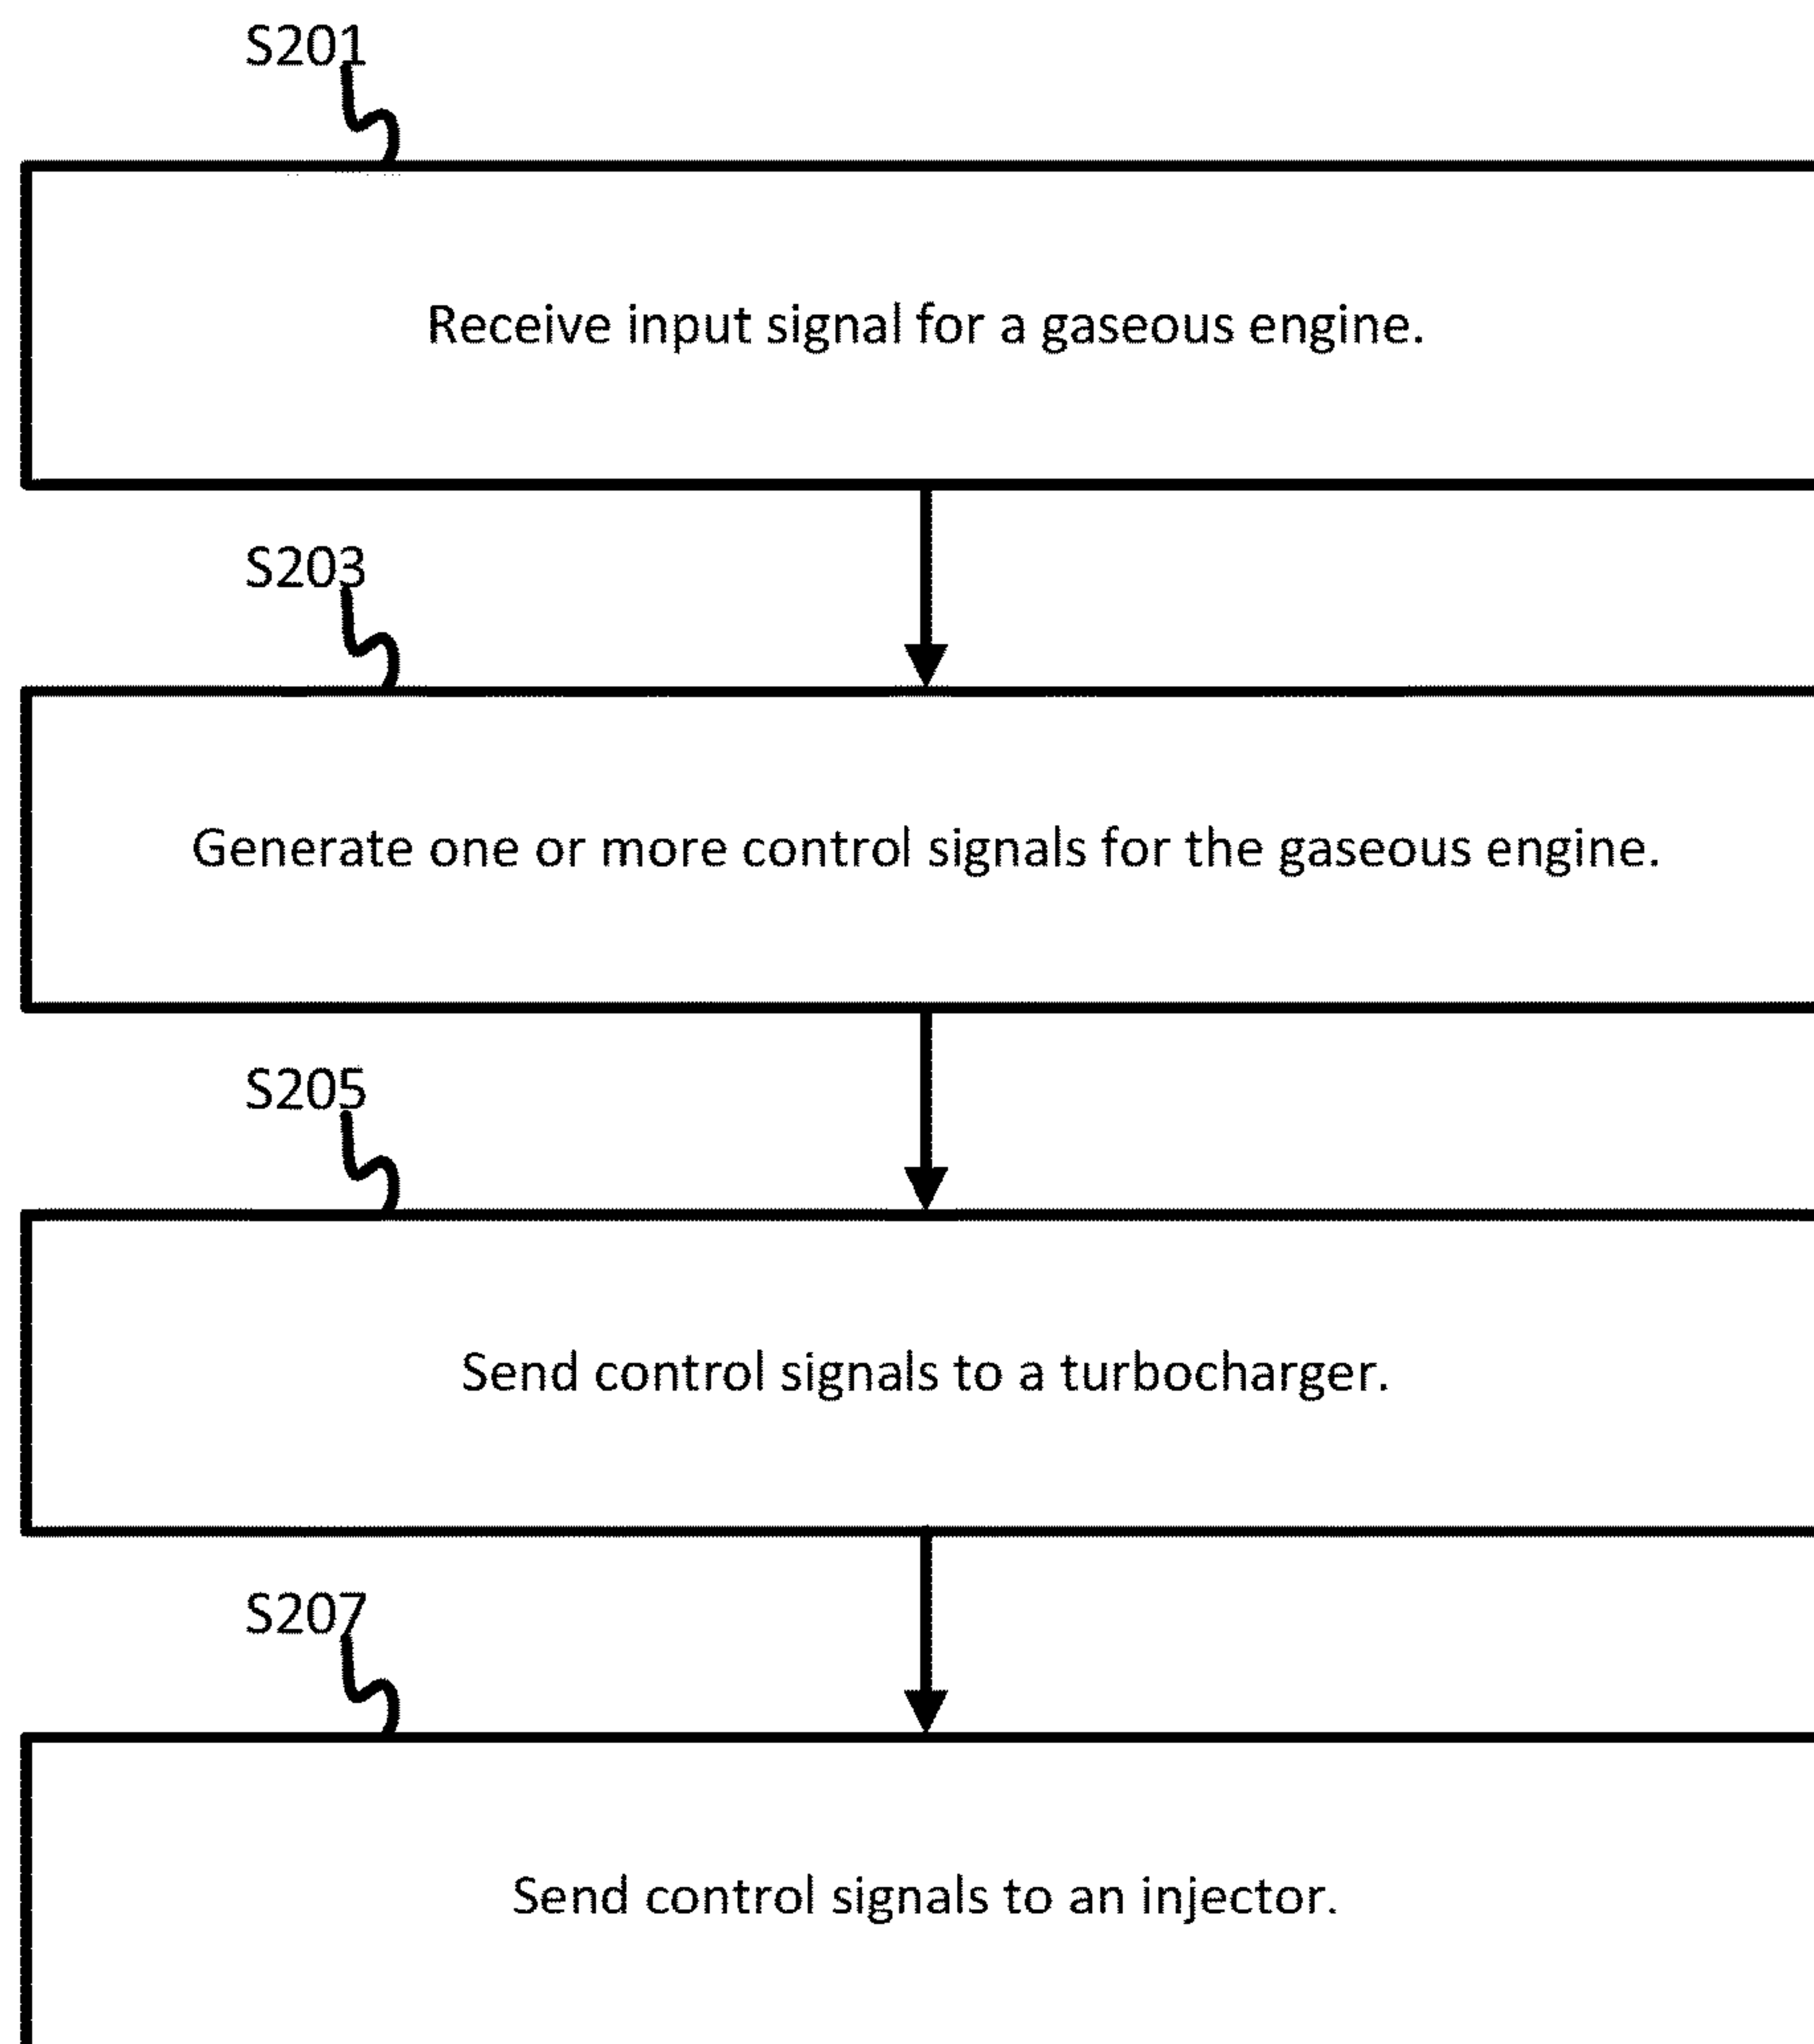 S201
Receive input signal for a gaseous engine.
S203
Generate one or more control signals for the gaseous engine.
S205
Send control signals to a turbocharger.
S207
Send control signals to an injector.